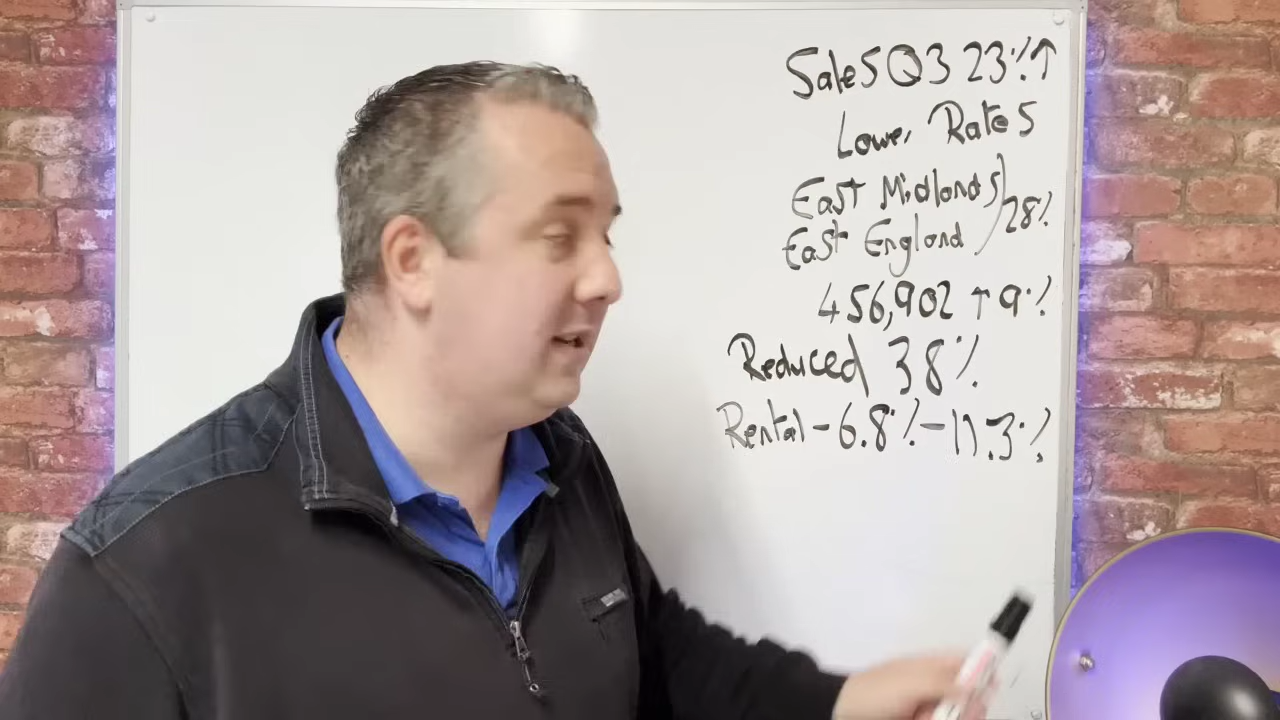 Sales Q3 23% ↑
Lower Rates
East Midlands
East England
28%
456,902 ↑ 9%
Reduced 38%
Rental - 6.8% - 11.3%